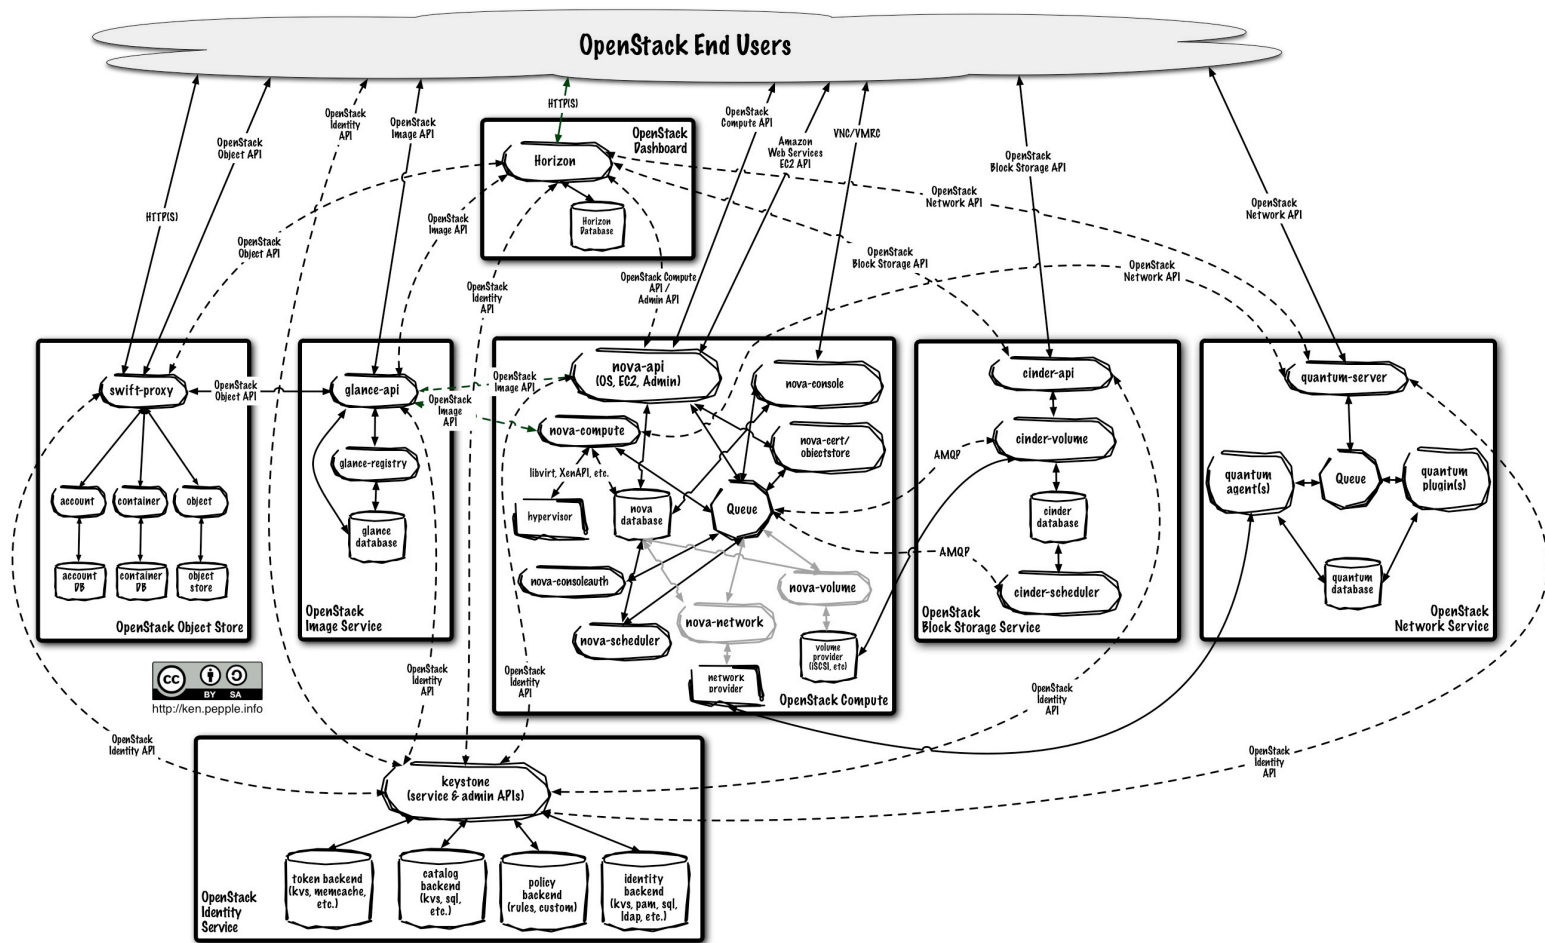 OpenStack End Users
HTTP(S)
OpenStack
Object API
OpenStack
Identity
API
OpenStack
Image API
HTTP(S)
OpenStack
Compute API
Amazon
Web Services
EC2 API
VNC/VMRC
OpenStack
Block Storage API
OpenStack
Network API
OpenStack
Dashboard
Horizon
Horizon
Database
OpenStack
Object API
OpenStack
Image API
OpenStack
Identity
API
OpenStack Compute
API /
Admin API
OpenStack
Network API
OpenStack
Block Storage API
OpenStack
Network API
swift-proxy
account
container
object
account
DB
container
DB
object
store
OpenStack Object Store
OpenStack
Object API
glance-api
glance-registry
glance
database
OpenStack
Image Service
OpenStack
Image API
OpenStack
Image
API
nova-api
(OS, EC2, Admin)
nova-console
nova-compute
nova-cert/
objectstore
libvirt, XenAPI, etc.
hypervisor
nova
database
Queue
nova-consoleauth
nova-volume
nova-network
nova-scheduler
volume
provider
(iSCSI, etc)
network
provider
OpenStack Compute
cinder-api
cinder-volume
AMQP
cinder
database
AMQP
cinder-scheduler
OpenStack
Block Storage Service
quantum-server
quantum
agent(s)
Queue
quantum
plugin(s)
quantum
database
OpenStack
Network Service
cc
BY SA
http://ken.pepple.info
OpenStack
Identity API
OpenStack
Identity
API
OpenStack
Identity
API
OpenStack
Identity
API
OpenStack
Identity
API
keystone
(service & admin APIs)
token backend
(kvs, memcache,
etc.)
catalog
backend
(kvs, sql,
etc.)
policy
backend
(rules, custom)
identity
backend
(kvs, pam, sql,
ldap, etc.)
OpenStack
Identity
Service